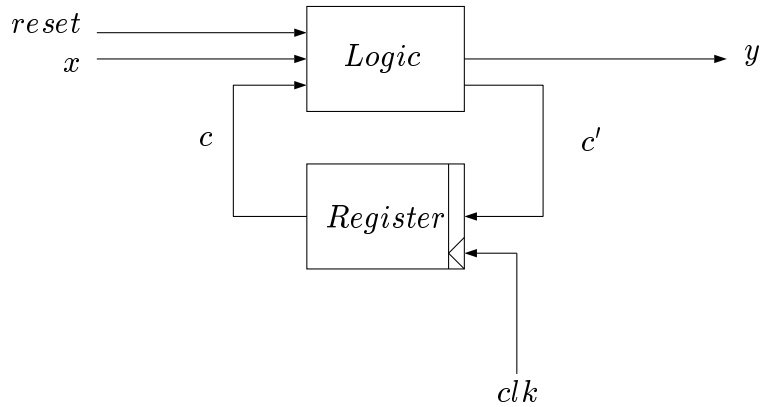 reset
x
Logic
y
c
c'
Register
clk